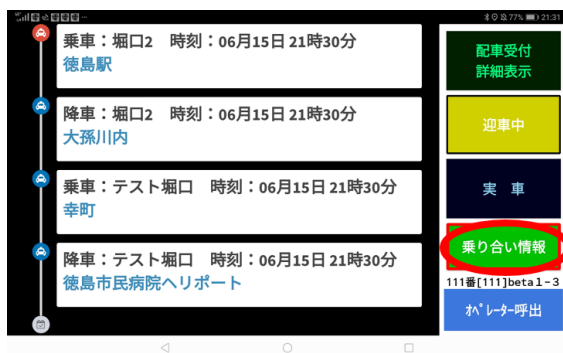 77% 21:31
乗車：堀口2　時刻：06月15日 21時30分
徳島駅
降車：堀口2　時刻：06月15日 21時30分
大孫川内
乗車：テスト堀口　時刻：06月15日 21時30分
幸町
降車：テスト堀口　時刻：06月15日 21時30分
徳島市民病院ヘリポート
配車受付
詳細表示
迎車中
実　車
乗り合い情報
111番[111]beta1-3
ｵﾍﾟﾚｰﾀｰ呼出